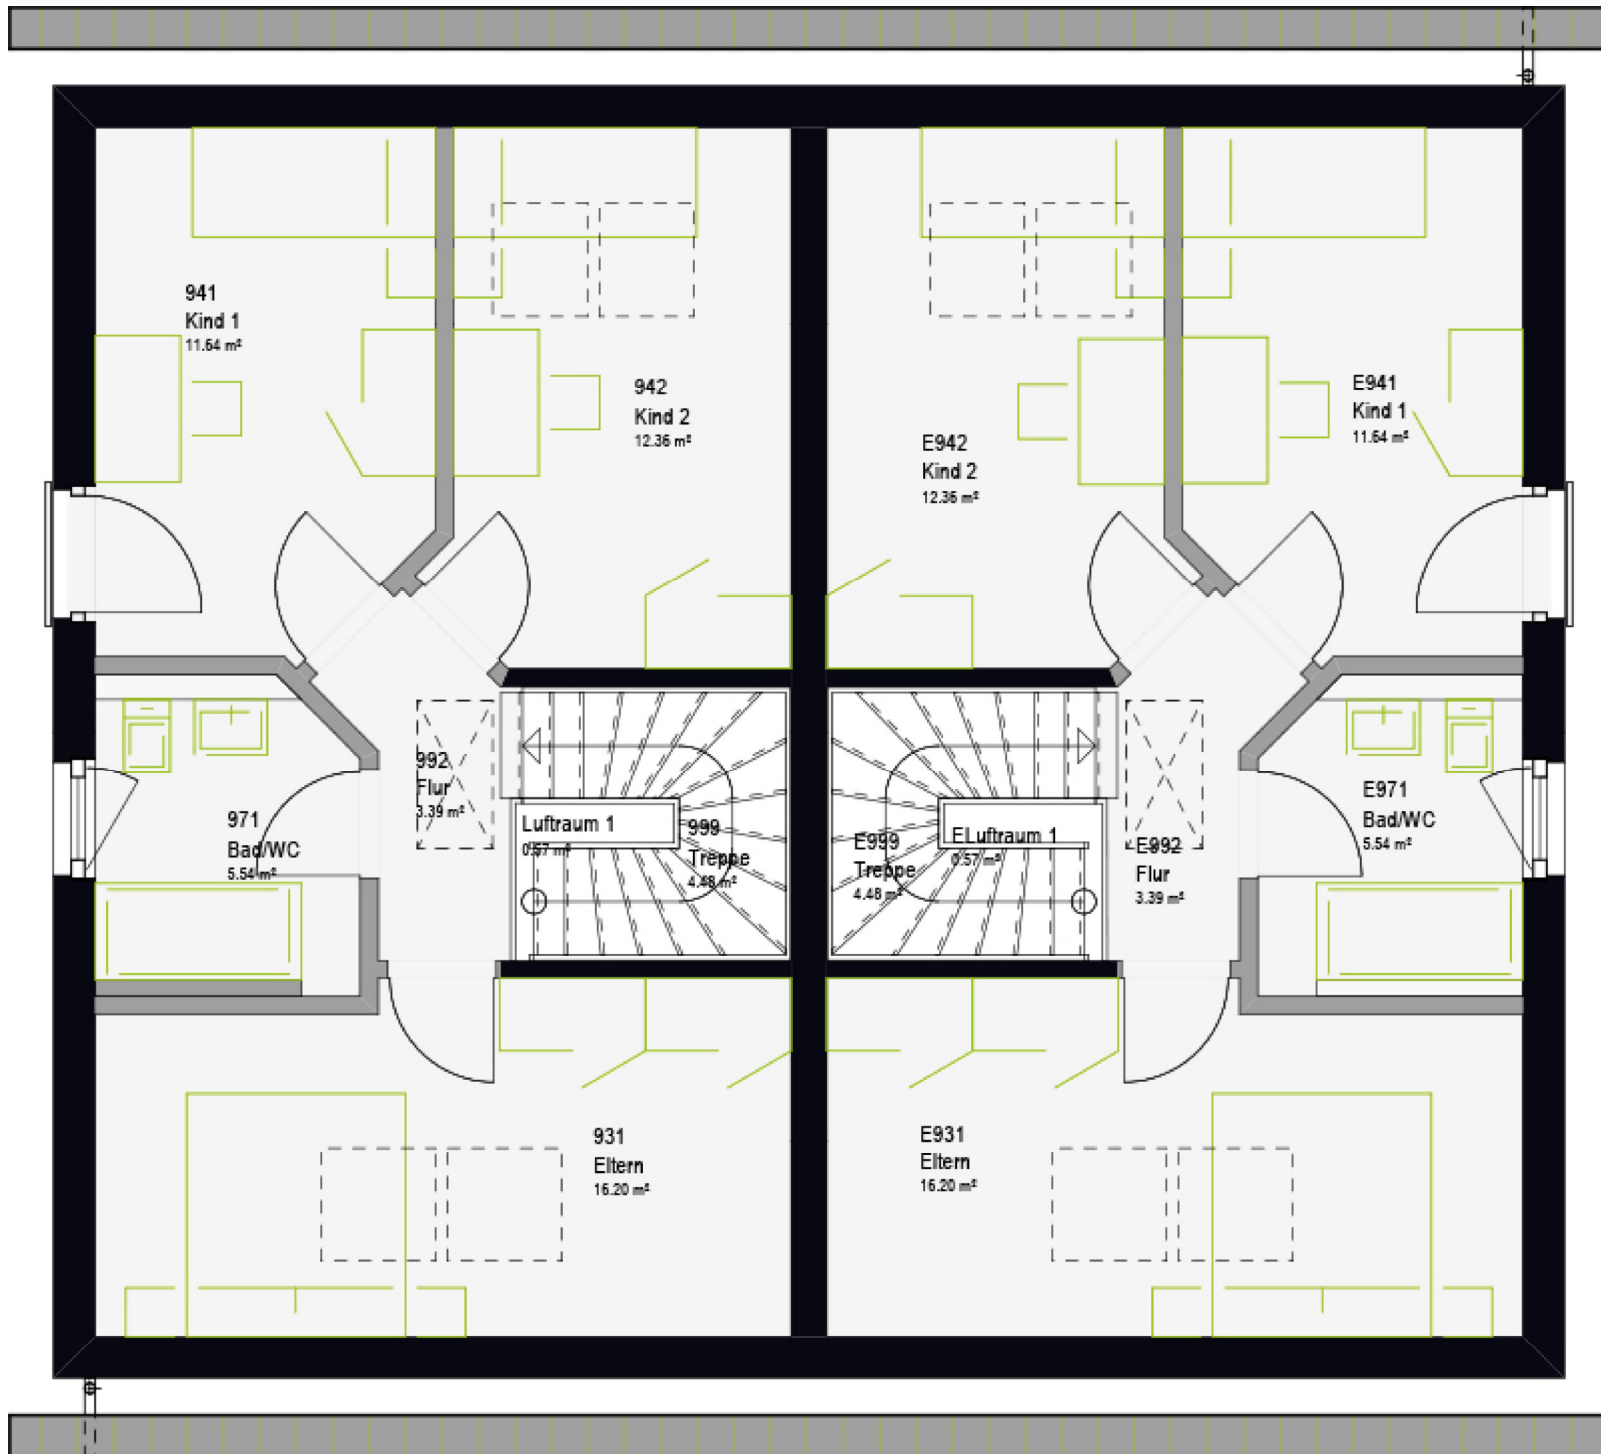 941
Kind 1
11.64 m²
942
Kind 2
12.36 m²
E942
Kind 2
12.36 m²
E941
Kind 1
11.64 m²
992
Flur
3.39 m²
971
Bad/WC
5.54 m²
Luftraum 1
0.57 m²
999
Treppe
4.48 m²
E999
Treppe
4.48 m²
ELuftraum 1
0.57 m²
E992
Flur
3.39 m²
E971
Bad/WC
5.54 m²
931
Eltern
16.20 m²
E931
Eltern
16.20 m²